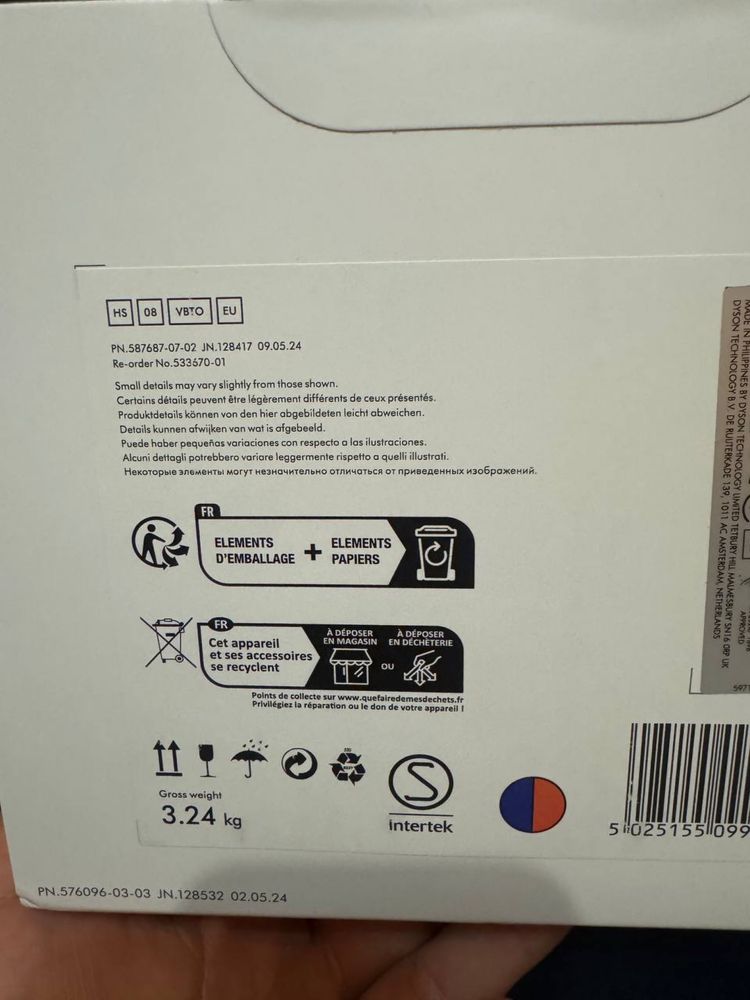 HS 08 VBTO EU
PN.587687-07-02 JN.128417 09.05.24
Re-order No.533670-01
Small details may vary slightly from those shown.
Certains détails peuvent être légèrement différents de ceux présentés.
Produktdetails können von den hier abgebildeten leicht abweichen.
Details kunnen afwijken van wat is afgebeeld.
Puede haber pequeñas variaciones con respecto a las ilustraciones.
Alcuni dettagli potrebbero variare leggermente rispetto a quelli illustrati.
Некоторые элементы могут незначительно отличаться от приведенных изображений.
FR
ELEMENTS
D'EMBALLAGE
+
ELEMENTS
PAPIERS
FR
Cet appareil
et ses accessoires
se recyclent
À DÉPOSER
EN MAGASIN
OU
À DÉPOSER
EN DÉCHÈTERIE
Points de collecte sur www.quefairedemesdechets.fr
Privilégiez la réparation ou le don de votre appareil !
Gross weight
3.24 kg
intertek
5 025155 099
PN.576096-03-03 JN.128532 02.05.24
MADE IN PHILIPPINES BY DYSON TECHNOLOGY LIMITED TETBURY HILL MALMESBURY SN16 0RP UK
DYSON TECHNOLOGY B.V. DE RUIJTERKADE 139, 1011 AC AMSTERDAM, NETHERLANDS
APPROVED